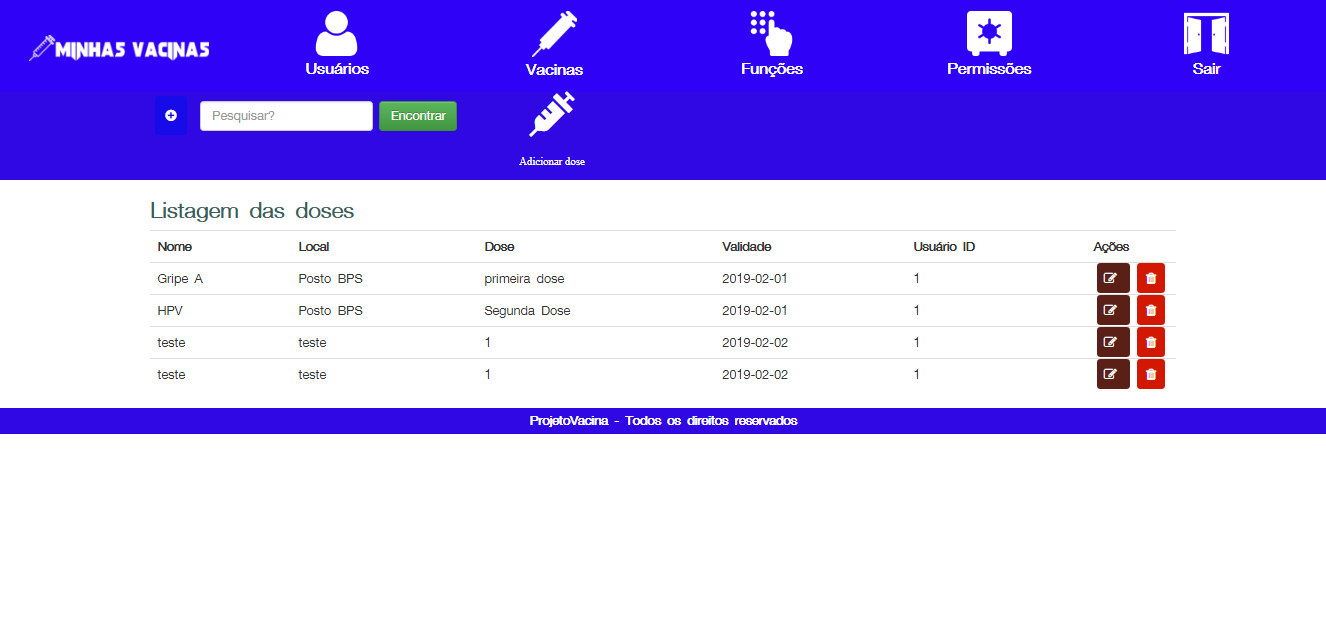 MINHAS VACINAS
Usuários Vacinas Funções Permissões Sair
Pesquisar? Encontrar
Adicionar dose
Listagem das doses
Nome Local Dose Validade Usuário ID Ações
Gripe A Posto BPS primeira dose 2019-02-01 1
HPV Posto BPS Segunda Dose 2019-02-01 1
teste teste 1 2019-02-02 1
teste teste 1 2019-02-02 1
ProjetoVacina - Todos os direitos reservados